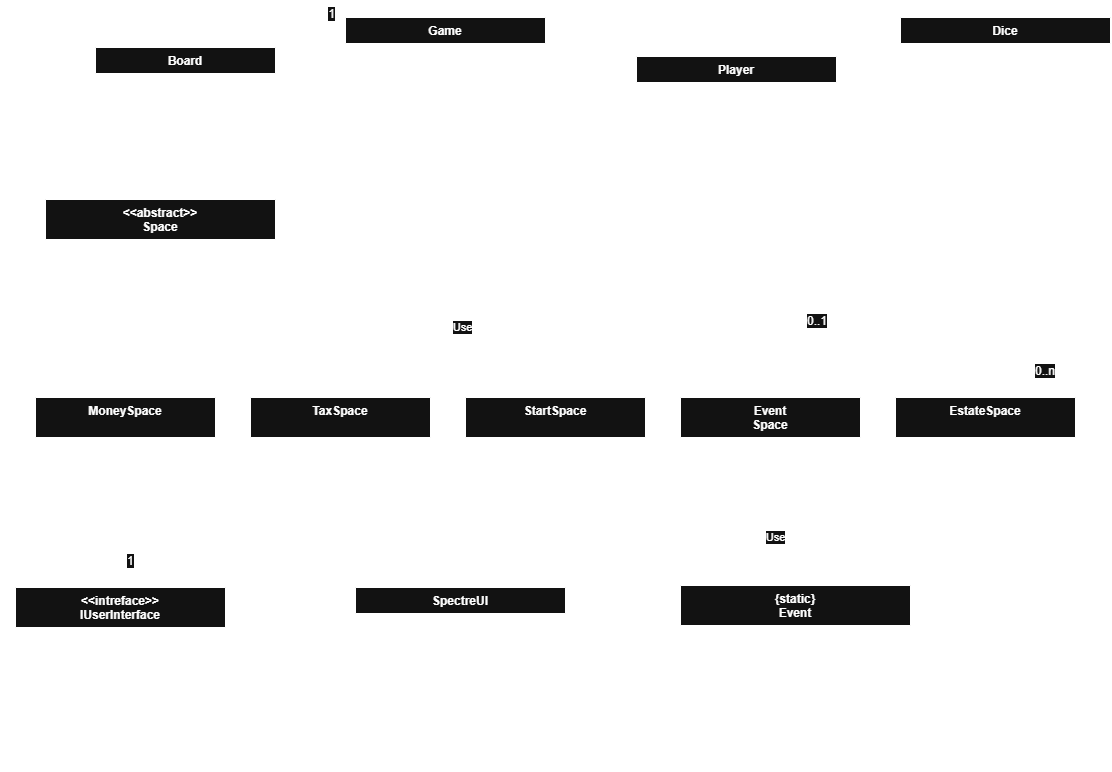 1
Game
Dice
Board
Player
<<abstract>>
Space
Use
0..1
0..n
MoneySpace
TaxSpace
StartSpace
Event
Space
EstateSpace
Use
1
<<intreface>>
IUserInterface
SpectreUI
{static}
Event